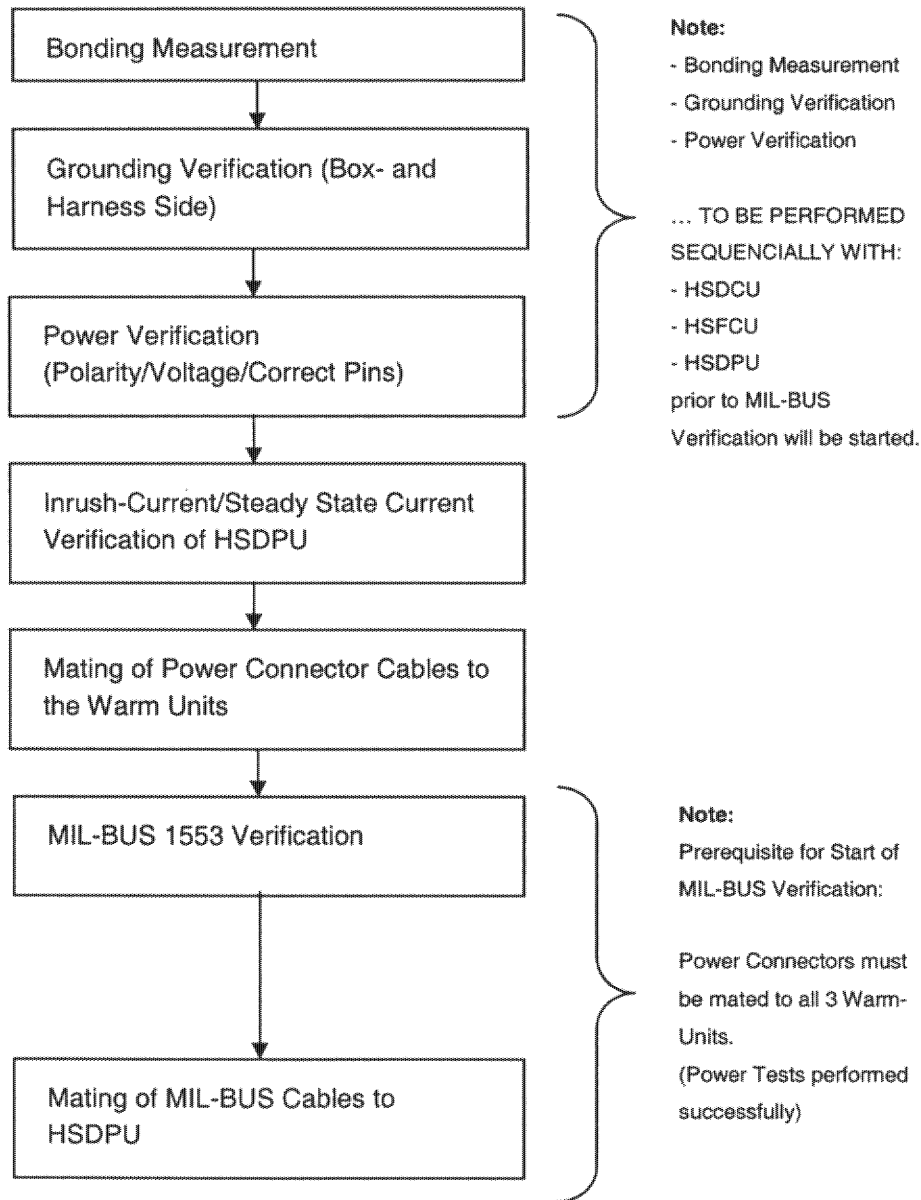 Bonding Measurement
Grounding Verification (Box- and
Harness Side)
Power Verification
(Polarity/Voltage/Correct Pins)
Inrush-Current/Steady State Current
Verification of HSDPU
Mating of Power Connector Cables to
the Warm Units
MIL-BUS 1553 Verification
Mating of MIL-BUS Cables to
HSDPU
Note:
- Bonding Measurement
- Grounding Verification
- Power Verification
... TO BE PERFORMED
SEQUENCIALLY WITH:
- HSDCU
- HSFCU
- HSDPU
prior to MIL-BUS
Verification will be started.
Note:
Prerequisite for Start of
MIL-BUS Verification:
Power Connectors must
be mated to all 3 Warm-
Units.
(Power Tests performed
successfully)